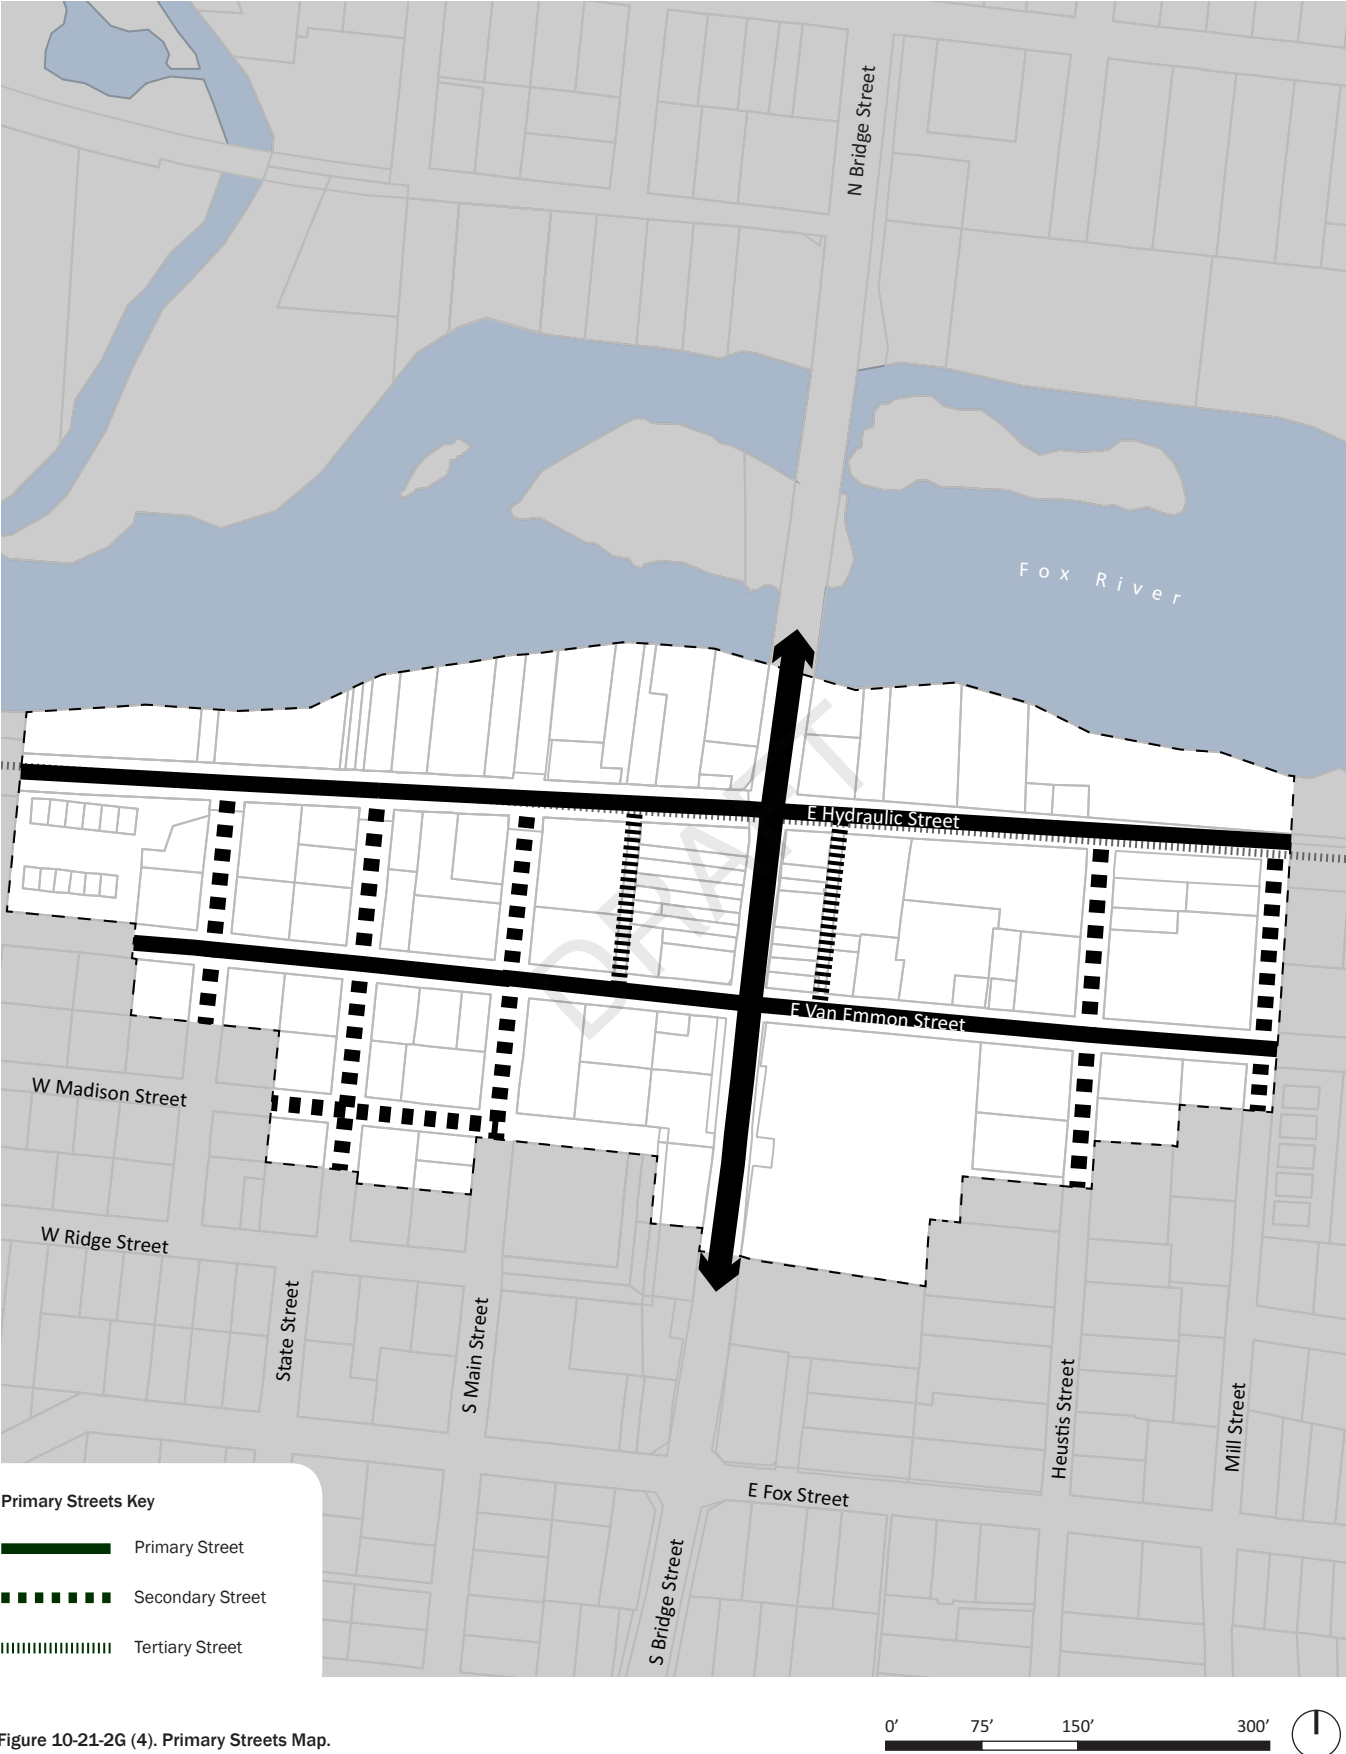 N Bridge Street
Fox River
DRAFT
E Hydraulic Street
E Van Emmon Street
W Madison Street
W Ridge Street
State Street
S Main Street
Heustis Street
Mill Street
E Fox Street
S Bridge Street
Primary Streets Key
Primary Street
Secondary Street
Tertiary Street
Figure 10-21-2G (4). Primary Streets Map.
0’ 75’ 150’ 300’